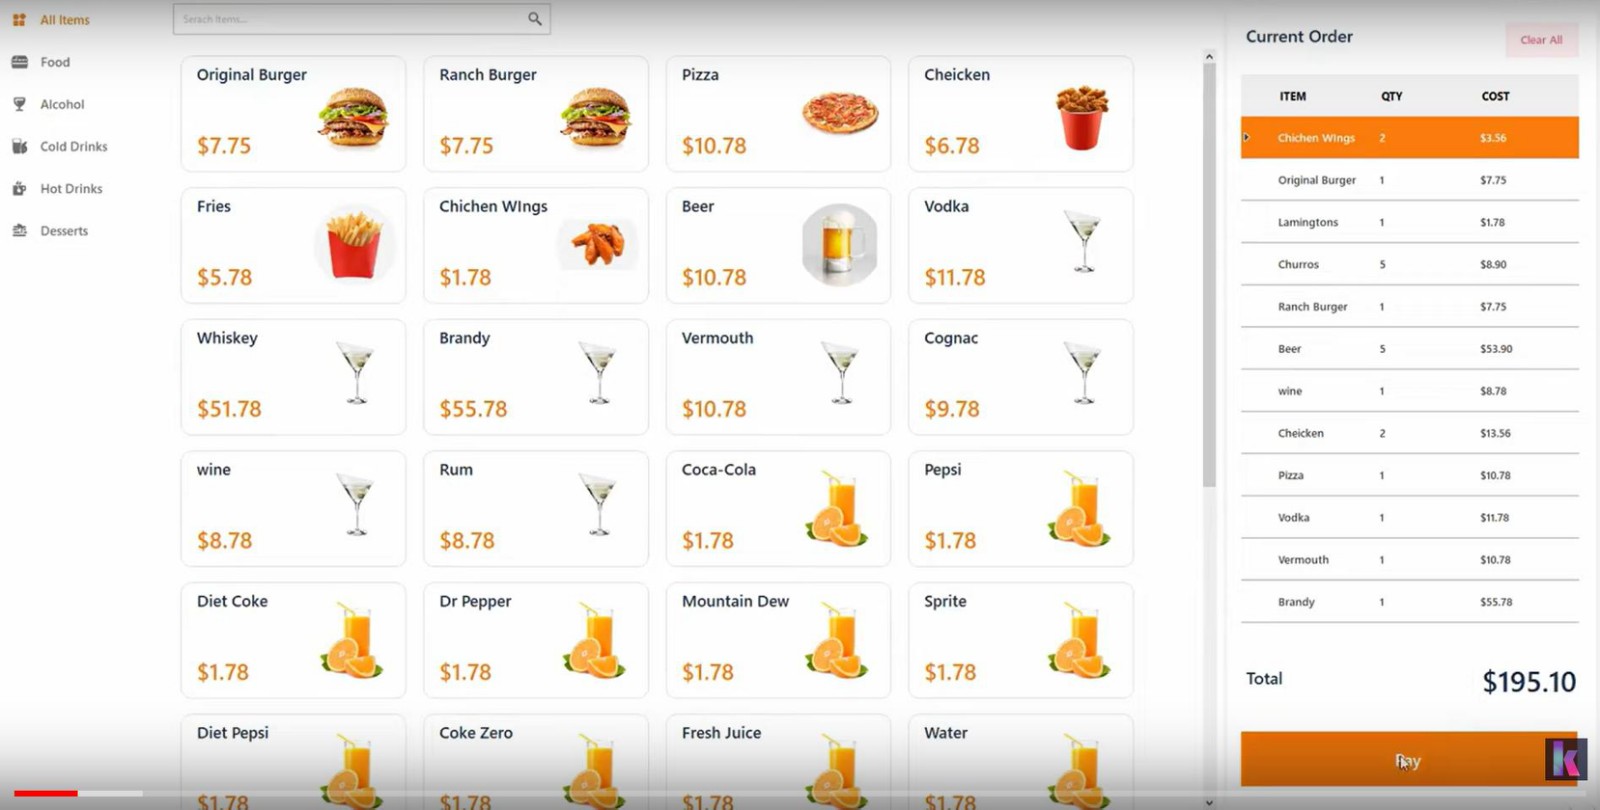 All Items
Food
Alcohol
Cold Drinks
Hot Drinks
Desserts
Serach Items...
Original Burger
$7.75
Ranch Burger
$7.75
Pizza
$10.78
Cheicken
$6.78
Fries
$5.78
Chichen WIngs
$1.78
Beer
$10.78
Vodka
$11.78
Whiskey
$51.78
Brandy
$55.78
Vermouth
$10.78
Cognac
$9.78
wine
$8.78
Rum
$8.78
Coca-Cola
$1.78
Pepsi
$1.78
Diet Coke
$1.78
Dr Pepper
$1.78
Mountain Dew
$1.78
Sprite
$1.78
Diet Pepsi
$1.78
Coke Zero
$1.78
Fresh Juice
$1.78
Water
$1.78
Current Order
Clear All
ITEM QTY COST
Chichen WIngs 2 $3.56
Original Burger 1 $7.75
Lamingtons 1 $1.78
Churros 5 $8.90
Ranch Burger 1 $7.75
Beer 5 $53.90
wine 1 $8.78
Cheicken 2 $13.56
Pizza 1 $10.78
Vodka 1 $11.78
Vermouth 1 $10.78
Brandy 1 $55.78
Total $195.10
Pay
k